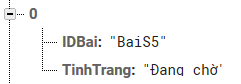 0
IDBai: "BaiS5"
TinhTrang: "Đang chờ"